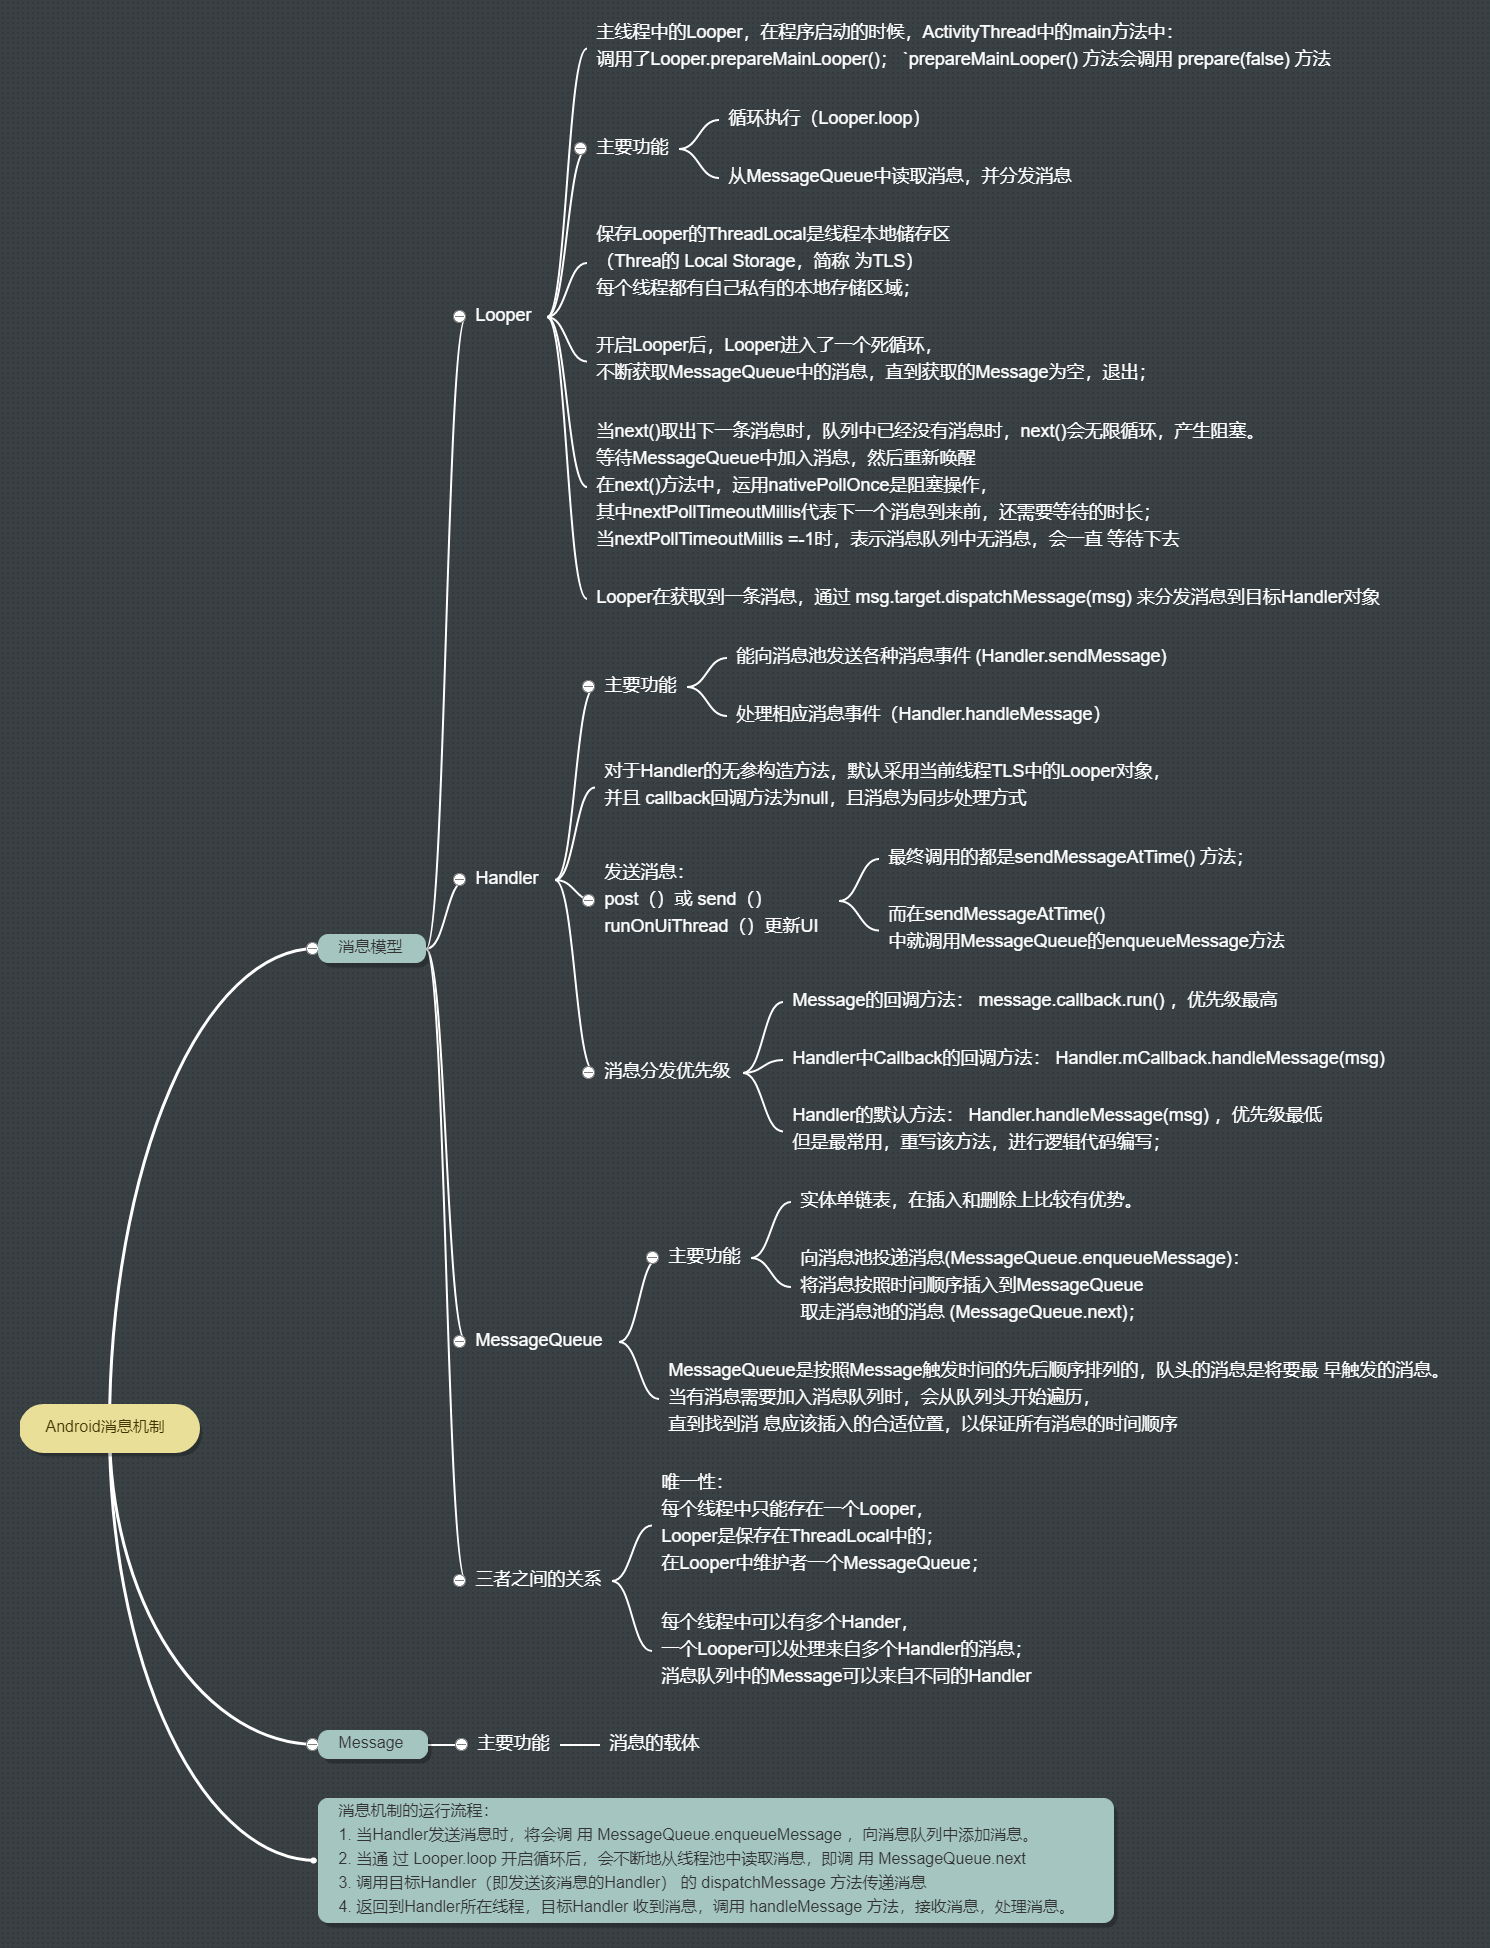 主线程中的Looper，在程序启动的时候，ActivityThread中的main方法中：
调用了Looper.prepareMainLooper()； `prepareMainLooper() 方法会调用 prepare(false) 方法
主要功能
循环执行（Looper.loop）
从MessageQueue中读取消息，并分发消息
保存Looper的ThreadLocal是线程本地储存区
（Threa的 Local Storage，简称 为TLS）
每个线程都有自己私有的本地存储区域；
Looper
开启Looper后，Looper进入了一个死循环，
不断获取MessageQueue中的消息，直到获取的Message为空，退出；
当next()取出下一条消息时，队列中已经没有消息时，next()会无限循环，产生阻塞。
等待MessageQueue中加入消息，然后重新唤醒
在next()方法中，运用nativePollOnce是阻塞操作，
其中nextPollTimeoutMillis代表下一个消息到来前，还需要等待的时长；
当nextPollTimeoutMillis =-1时，表示消息队列中无消息，会一直 等待下去
Looper在获取到一条消息，通过 msg.target.dispatchMessage(msg) 来分发消息到目标Handler对象
主要功能
能向消息池发送各种消息事件 (Handler.sendMessage)
处理相应消息事件（Handler.handleMessage）
对于Handler的无参构造方法，默认采用当前线程TLS中的Looper对象，
并且 callback回调方法为null，且消息为同步处理方式
Handler
发送消息：
post（）或 send（）
runOnUiThread（）更新UI
最终调用的都是sendMessageAtTime() 方法；
而在sendMessageAtTime()
中就调用MessageQueue的enqueueMessage方法
消息模型
消息分发优先级
Message的回调方法： message.callback.run() ，优先级最高
Handler中Callback的回调方法： Handler.mCallback.handleMessage(msg)
Handler的默认方法： Handler.handleMessage(msg) ，优先级最低
但是最常用，重写该方法，进行逻辑代码编写；
主要功能
实体单链表，在插入和删除上比较有优势。
向消息池投递消息(MessageQueue.enqueueMessage)：
将消息按照时间顺序插入到MessageQueue
取走消息池的消息 (MessageQueue.next)；
MessageQueue
MessageQueue是按照Message触发时间的先后顺序排列的，队头的消息是将要最 早触发的消息。
当有消息需要加入消息队列时，会从队列头开始遍历，
直到找到消 息应该插入的合适位置，以保证所有消息的时间顺序
Android消息机制
唯一性：
每个线程中只能存在一个Looper，
Looper是保存在ThreadLocal中的；
在Looper中维护者一个MessageQueue；
三者之间的关系
每个线程中可以有多个Hander，
一个Looper可以处理来自多个Handler的消息；
消息队列中的Message可以来自不同的Handler
Message
主要功能
消息的载体
消息机制的运行流程：
1. 当Handler发送消息时，将会调 用 MessageQueue.enqueueMessage ，向消息队列中添加消息。
2. 当通 过 Looper.loop 开启循环后，会不断地从线程池中读取消息，即调 用 MessageQueue.next
3. 调用目标Handler（即发送该消息的Handler） 的 dispatchMessage 方法传递消息
4. 返回到Handler所在线程，目标Handler 收到消息，调用 handleMessage 方法，接收消息，处理消息。